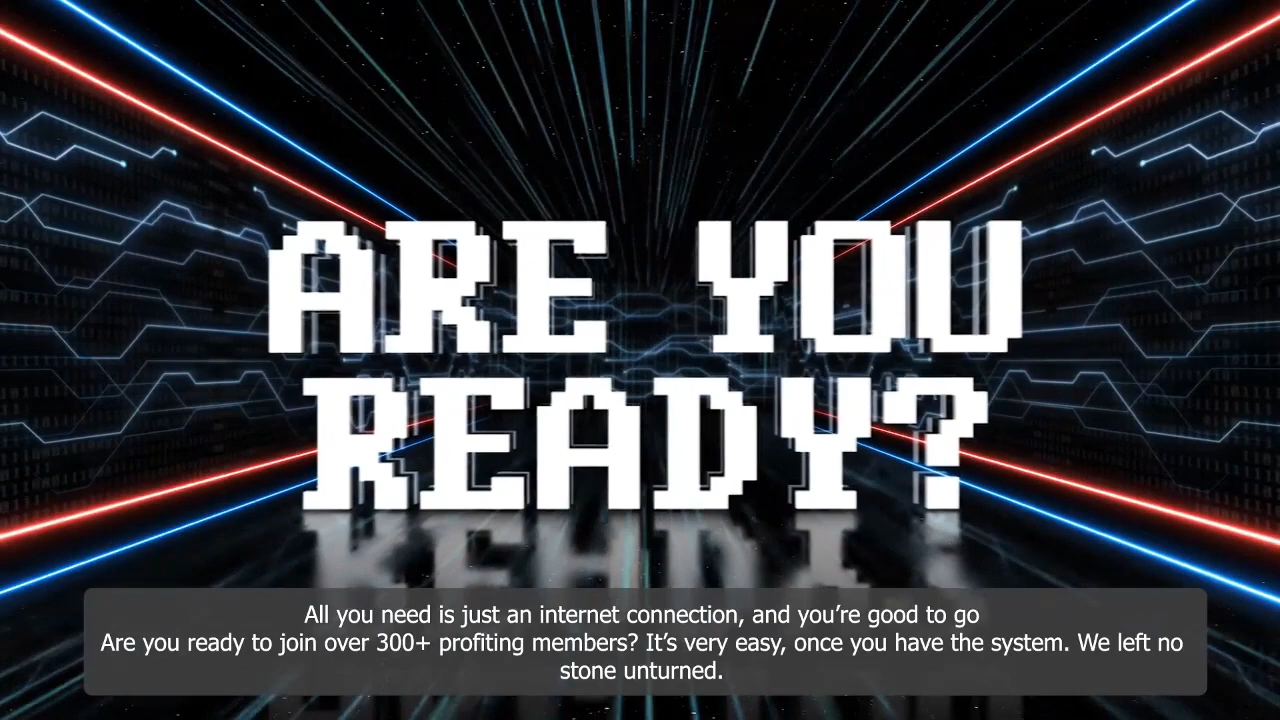 ARE YOU
READY?
All you need is just an internet connection, and you’re good to go
Are you ready to join over 300+ profiting members? It’s very easy, once you have the system. We left no
stone unturned.